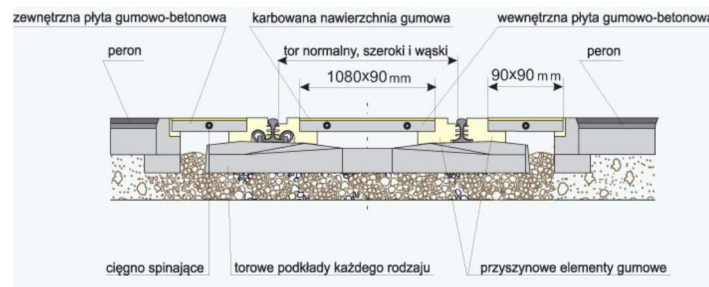 zewnętrzna płyta gumowo-betonowa
karbowana nawierzchnia gumowa
wewnętrzna płyta gumowo-betonowa
peron
tor normalny, szeroki i wąski
peron
1080x90 mm
90x90 mm
cięgno spinające
torowe podkłady każdego rodzaju
przyszynowe elementy gumowe